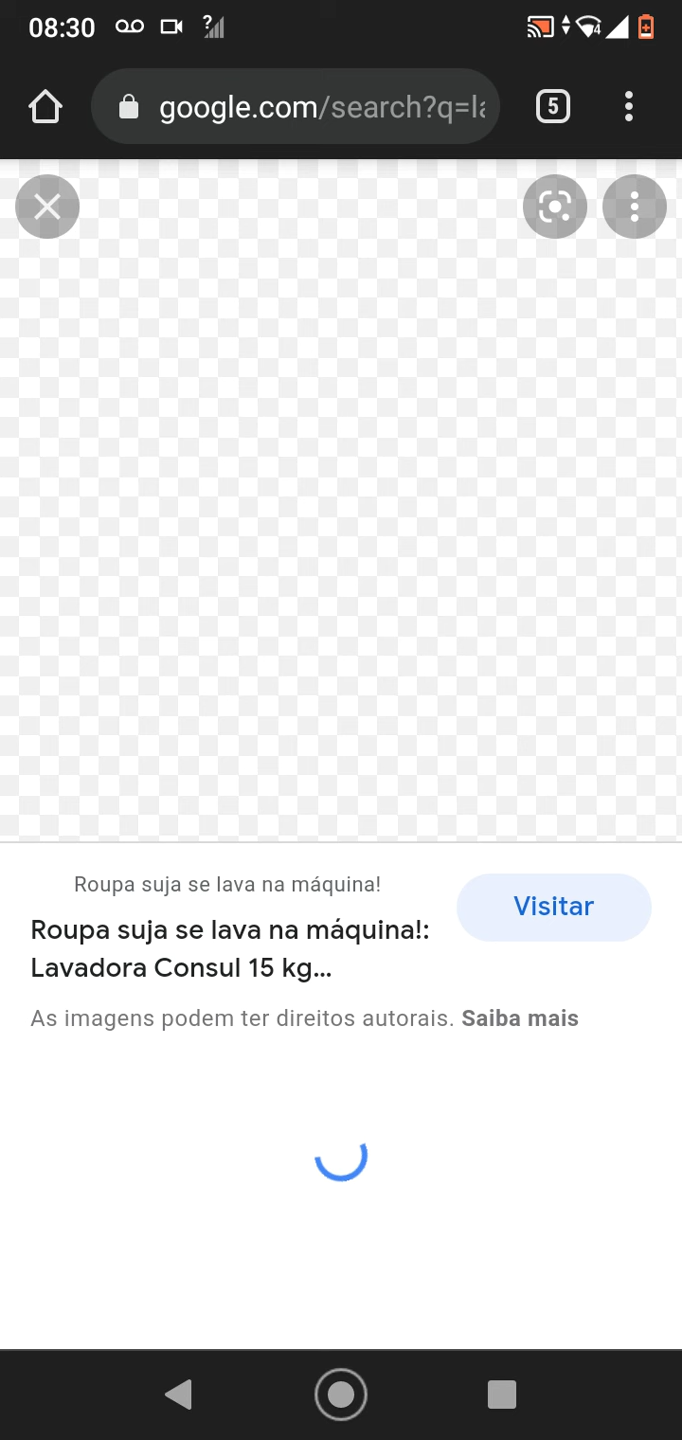 08:30
google.com/search?q=la
5
Roupa suja se lava na máquina!
Visitar
Roupa suja se lava na máquina!:
Lavadora Consul 15 kg...
As imagens podem ter direitos autorais. Saiba mais